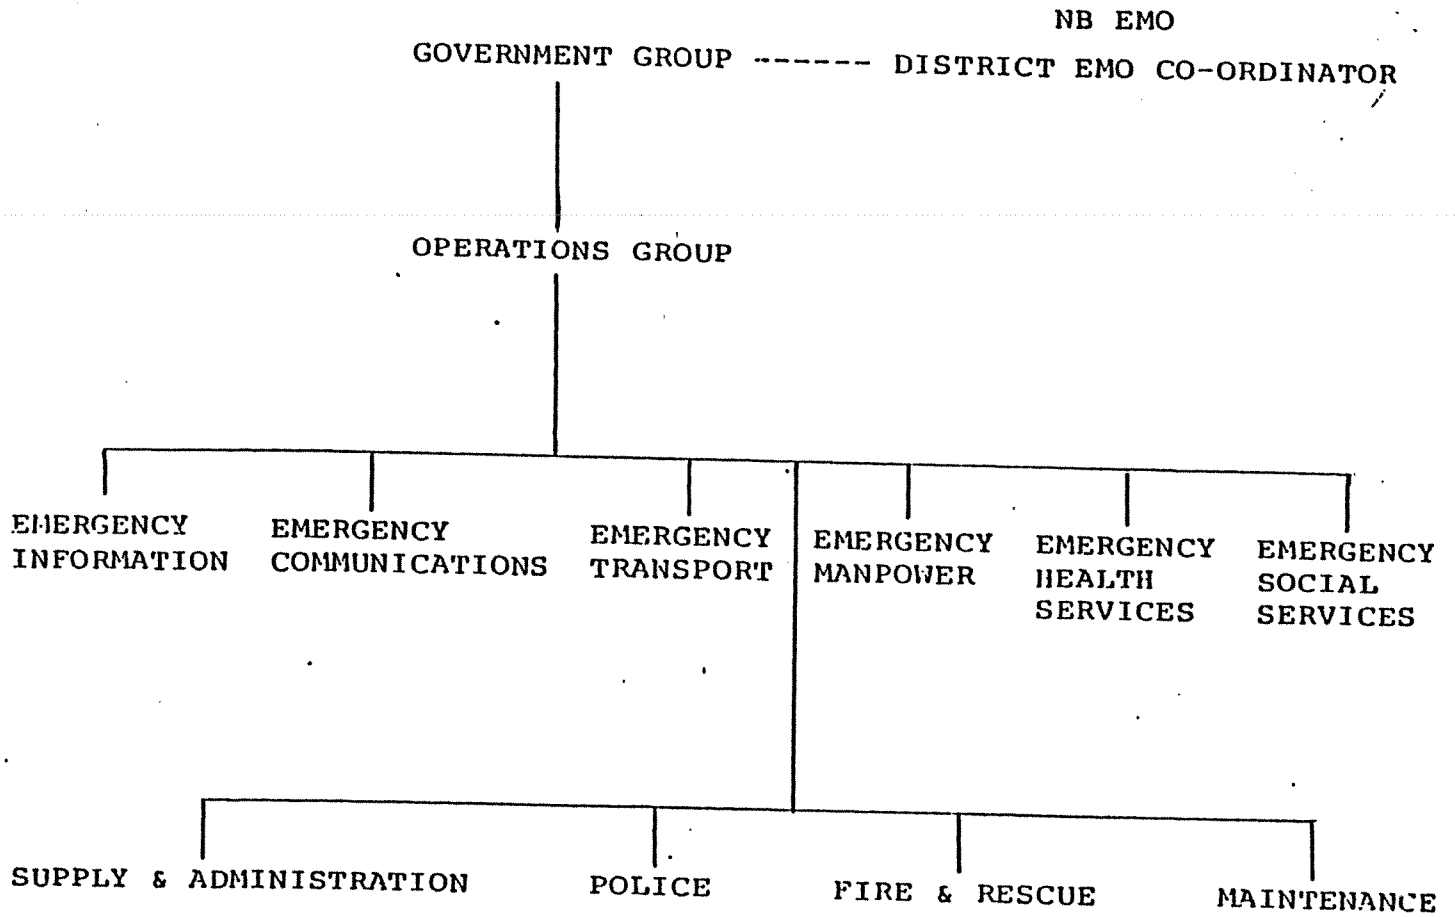 NB EMO
GOVERNMENT GROUP ------ DISTRICT EMO CO-ORDINATOR
OPERATIONS GROUP
EMERGENCY INFORMATION
EMERGENCY COMMUNICATIONS
EMERGENCY TRANSPORT
EMERGENCY MANPOWER
EMERGENCY HEALTH SERVICES
EMERGENCY SOCIAL SERVICES
SUPPLY & ADMINISTRATION
POLICE
FIRE & RESCUE
MAINTENANCE